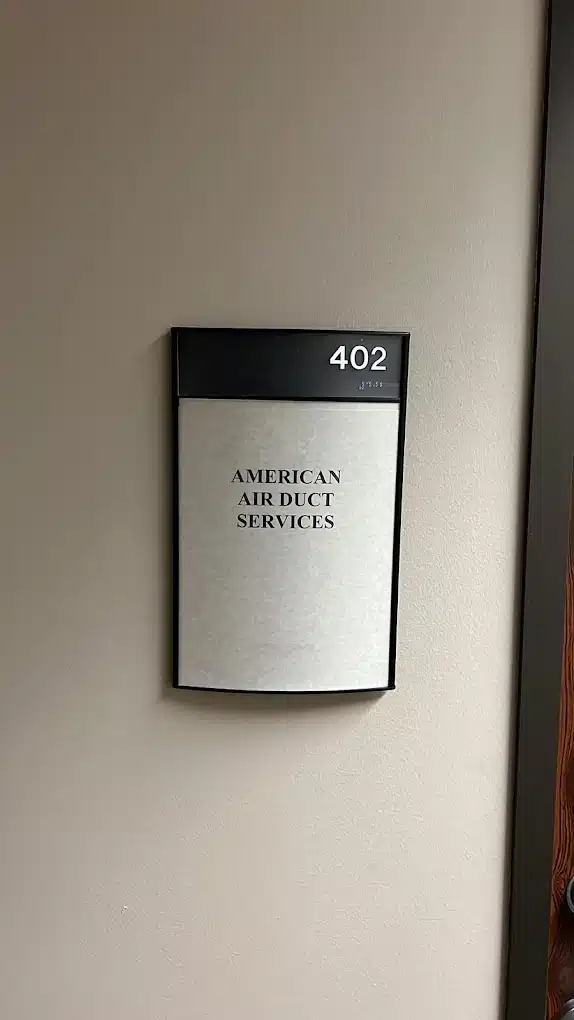 402
AMERICAN
AIR DUCT
SERVICES